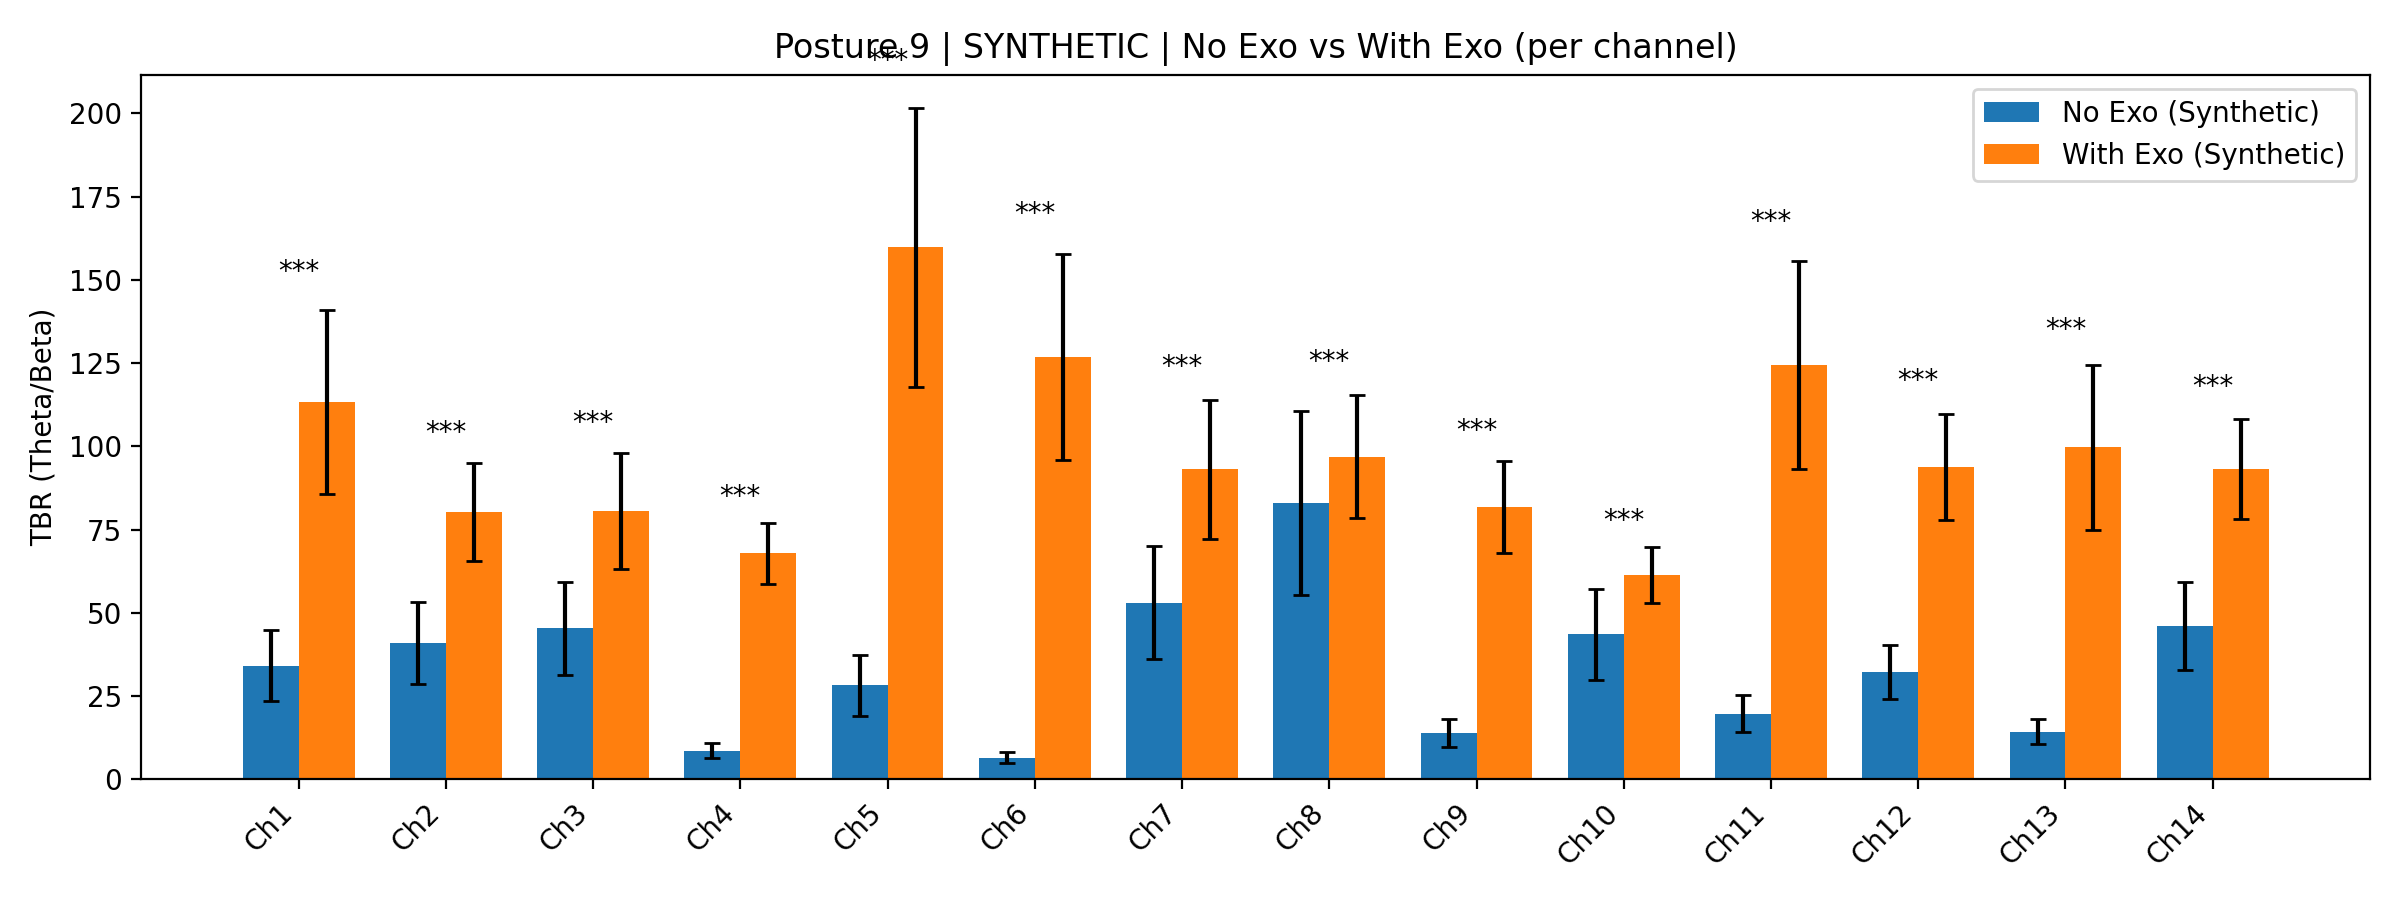 Posture 9 | SYNTHETIC | No Exo vs With Exo (per channel)
***
No Exo (Synthetic)
With Exo (Synthetic)
TBR (Theta/Beta)
200
175
150
125
100
75
50
25
0
***
***
***
***
***
***
***
***
***
***
***
***
***
Ch1
Ch2
Ch3
Ch4
Ch5
Ch6
Ch7
Ch8
Ch9
Ch10
Ch11
Ch12
Ch13
Ch14